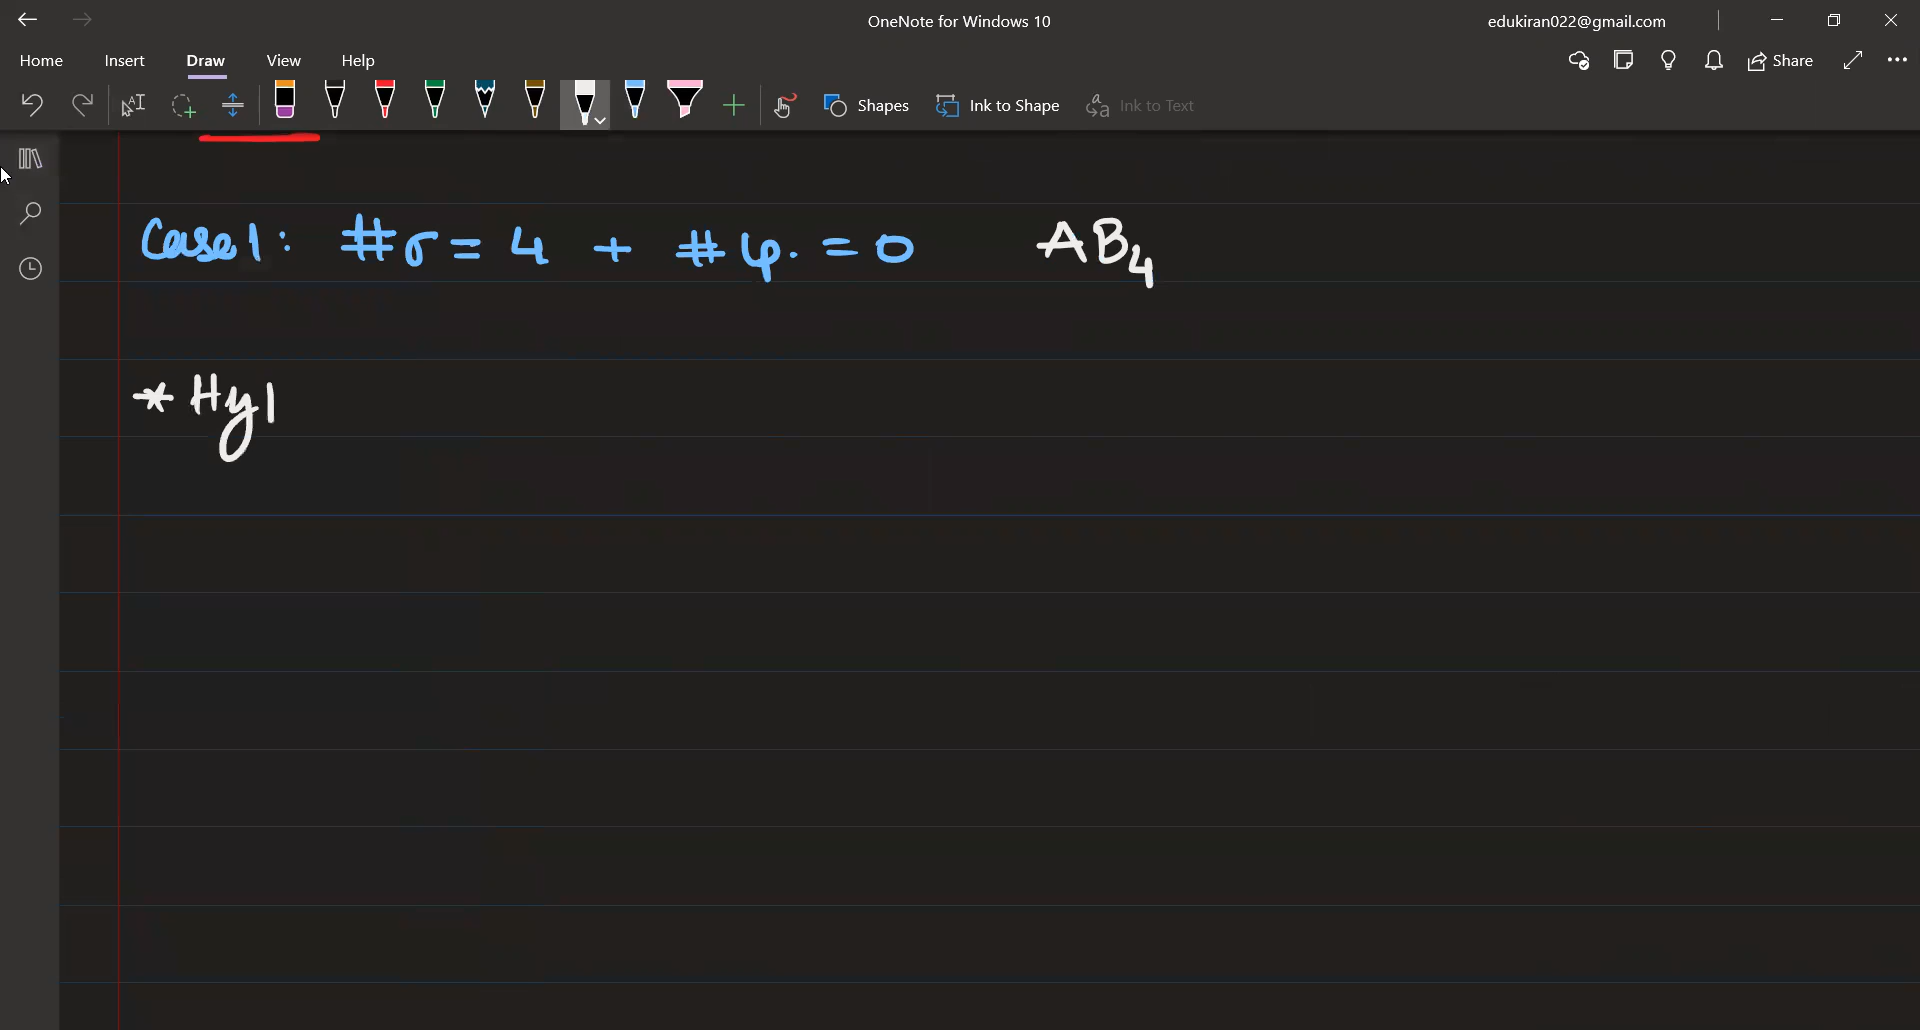 OneNote for Windows 10
edukiran022@gmail.com
Home Insert Draw View Help
Share
Shapes Ink to Shape Ink to Text
Case 1: #σ = 4 + #ℓp. = 0 AB₄
* Hyl